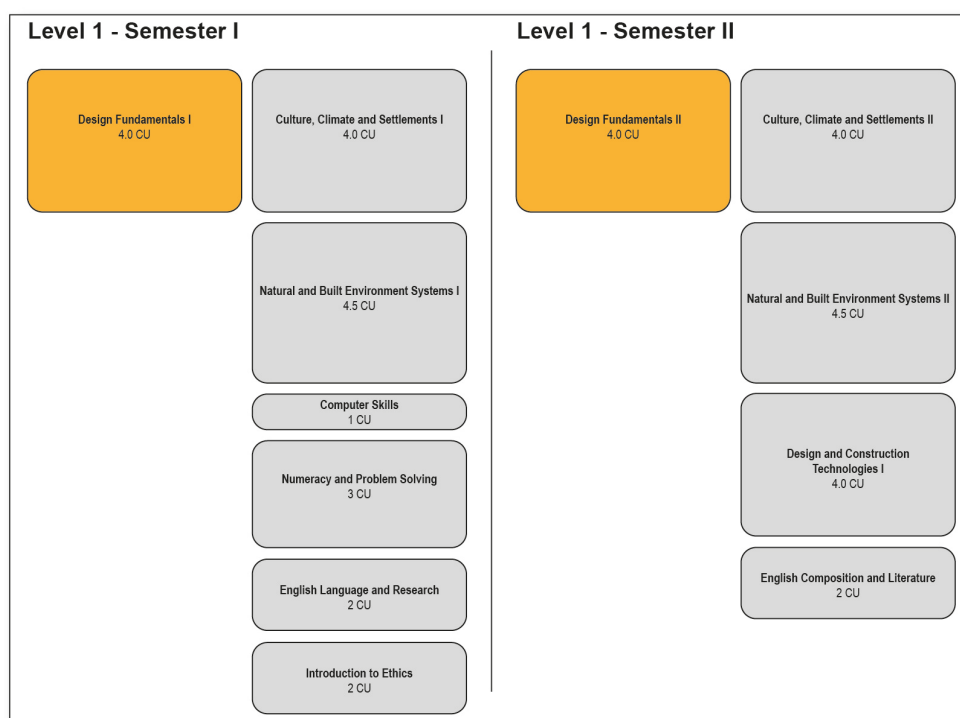 Level 1 - Semester I
Design Fundamentals I
4.0 CU
Culture, Climate and Settlements I
4.0 CU
Natural and Built Environment Systems I
4.5 CU
Computer Skills
1 CU
Numeracy and Problem Solving
3 CU
English Language and Research
2 CU
Introduction to Ethics
2 CU
Level 1 - Semester II
Design Fundamentals II
4.0 CU
Culture, Climate and Settlements II
4.0 CU
Natural and Built Environment Systems II
4.5 CU
Design and Construction
Technologies I
4.0 CU
English Composition and Literature
2 CU